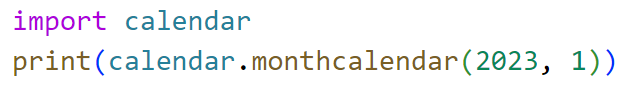 import calendar
print(calendar.monthcalendar(2023, 1))